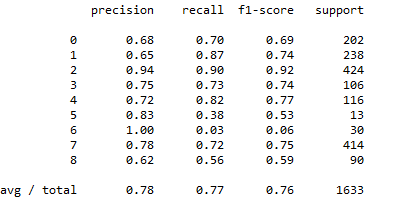 precision recall f1-score support
0 0.68 0.70 0.69 202
1 0.65 0.87 0.74 238
2 0.94 0.90 0.92 424
3 0.75 0.73 0.74 106
4 0.72 0.82 0.77 116
5 0.83 0.38 0.53 13
6 1.00 0.03 0.06 30
7 0.78 0.72 0.75 414
8 0.62 0.56 0.59 90
avg / total 0.78 0.77 0.76 1633